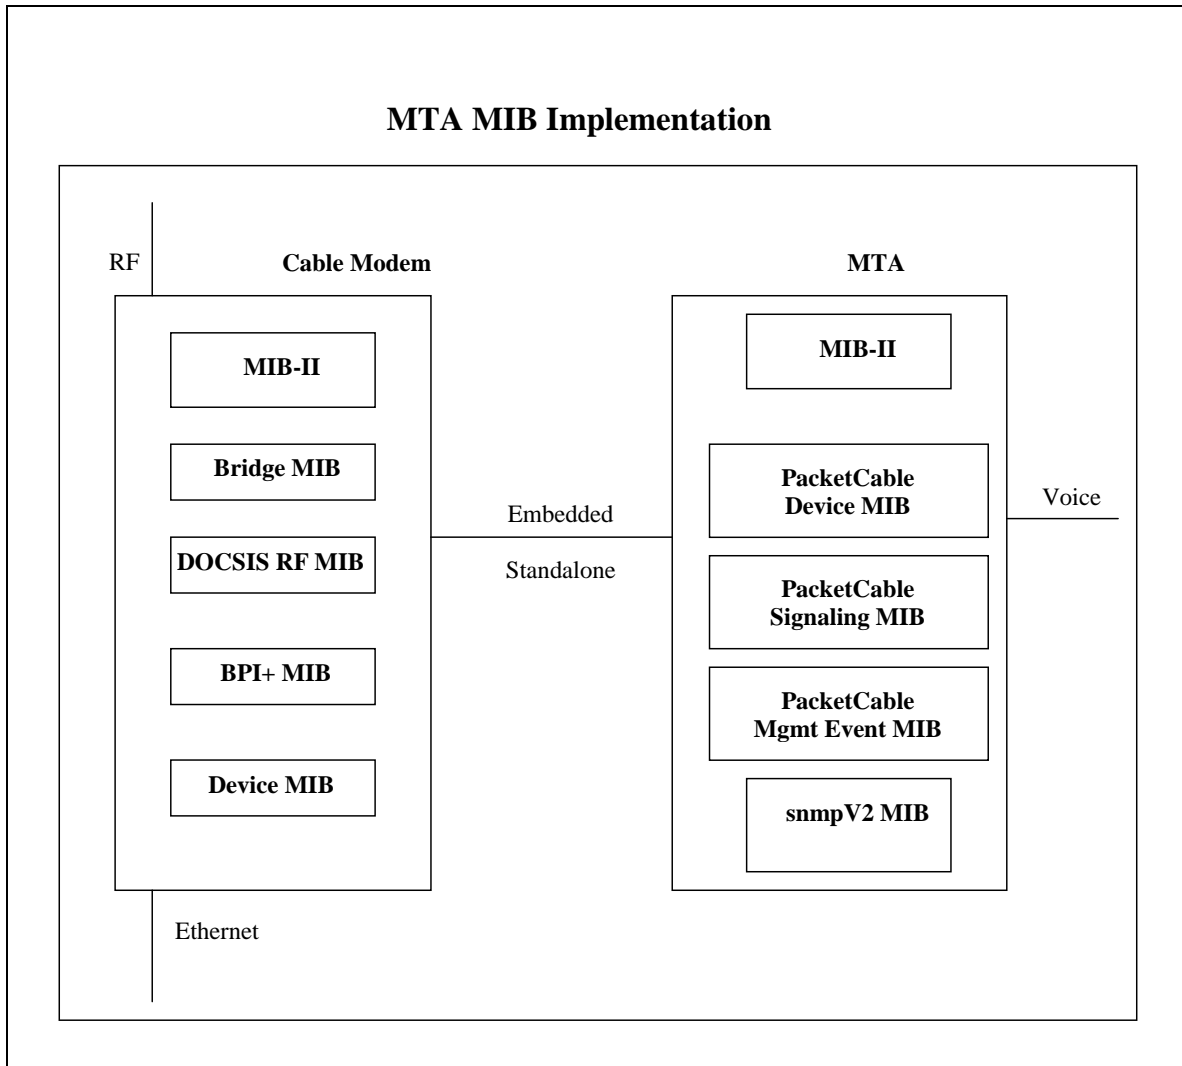 MTA MIB Implementation
RF
Cable Modem
MTA
MIB-II
Bridge MIB
DOCSIS RF MIB
BPI+ MIB
Device MIB
Ethernet
Embedded
Standalone
MIB-II
PacketCable
Device MIB
PacketCable
Signaling MIB
PacketCable
Mgmt Event MIB
snmpV2 MIB
Voice